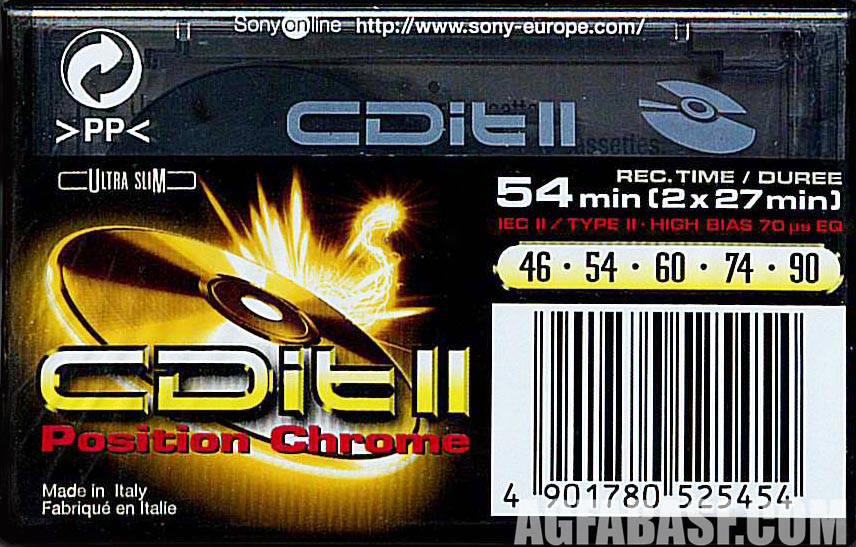 Sony online http://www.sony-europe.com/
>PP<
CDit II
ssettes.
ULTRA SLIM
REC. TIME / DUREE
54 min (2 x 27 min)
IEC II / TYPE II · HIGH BIAS 70 µs EQ
46 · 54 · 60 · 74 · 90
CDit II
Position Chrome
Made in Italy
Fabriqué en Italie
4 901780 525454
AGFABASF.COM